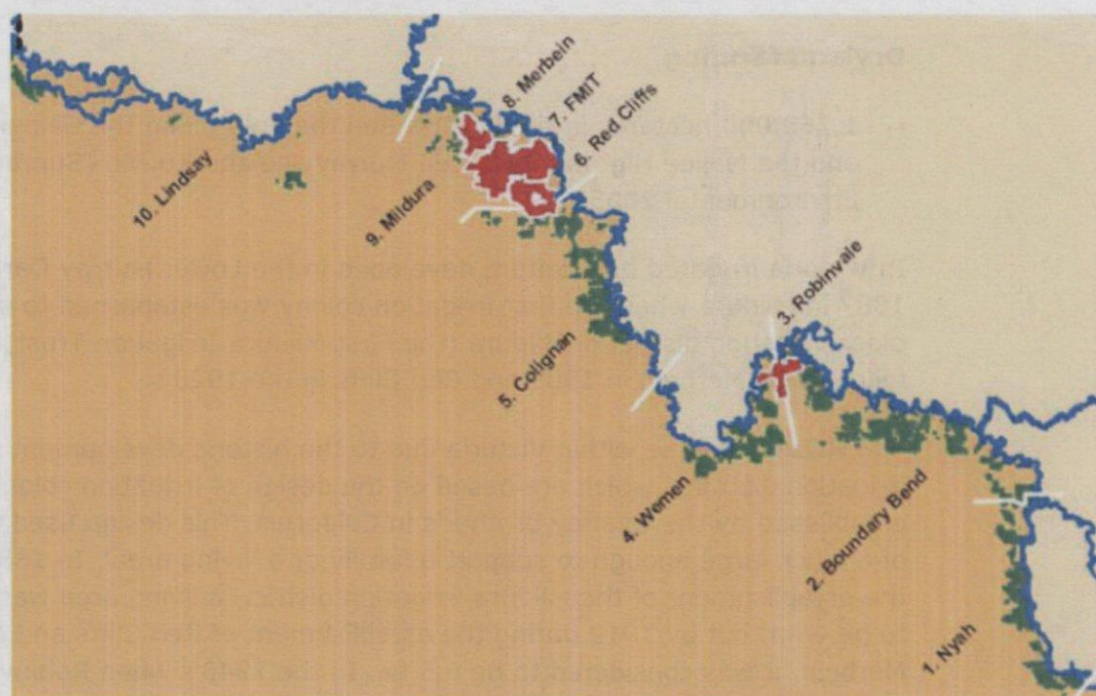 8. Merbein
7. FMIT
6. Red Cliffs
10. Lindsay
9. Mildura
3. Robinvale
5. Colignan
4. Wemen
2. Boundary Bend
1. Nyah